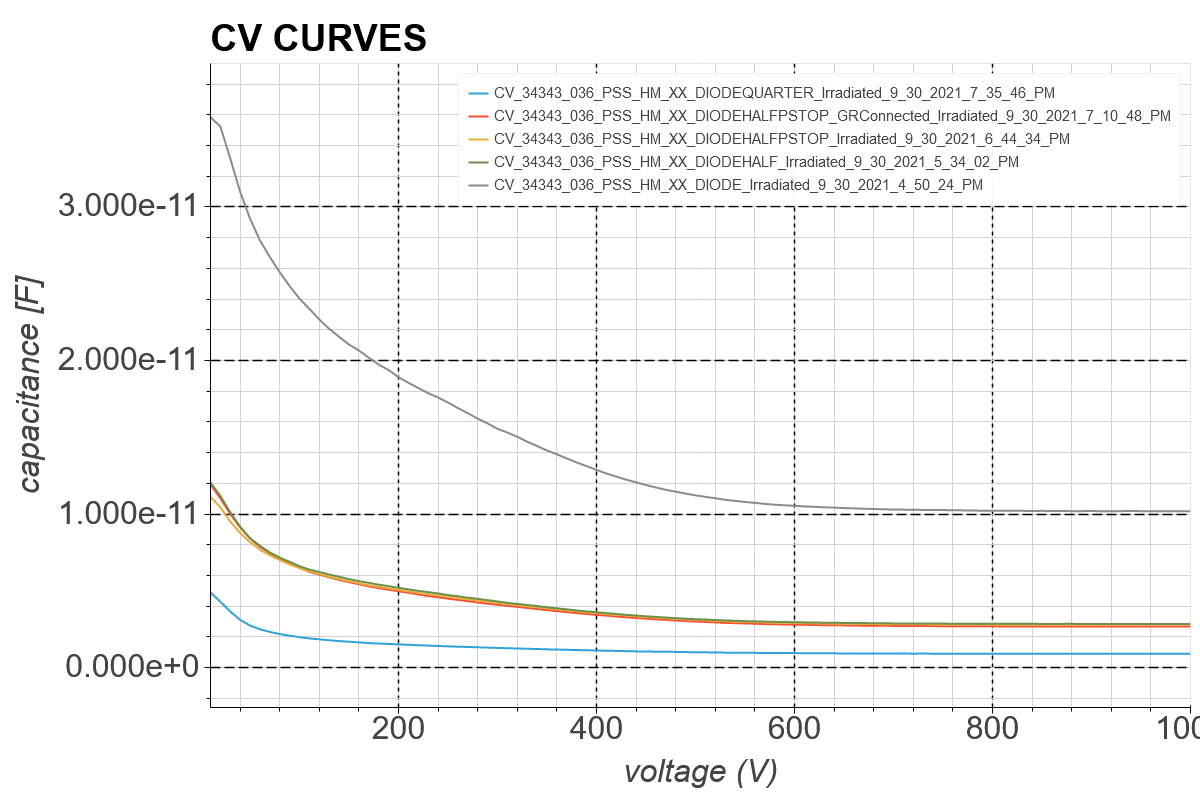 CV CURVES
CV_34343_036_PSS_HM_XX_DIODEQUARTER_Irradiated_9_30_2021_7_35_46_PM
CV_34343_036_PSS_HM_XX_DIODEHALFPSTOP_GRConnected_Irradiated_9_30_2021_7_10_48_PM
CV_34343_036_PSS_HM_XX_DIODEHALFPSTOP_Irradiated_9_30_2021_6_44_34_PM
CV_34343_036_PSS_HM_XX_DIODEHALF_Irradiated_9_30_2021_5_34_02_PM
CV_34343_036_PSS_HM_XX_DIODE_Irradiated_9_30_2021_4_50_24_PM
3.000e-11
2.000e-11
1.000e-11
0.000e+0
capacitance [F]
200 400 600 800 100
voltage (V)